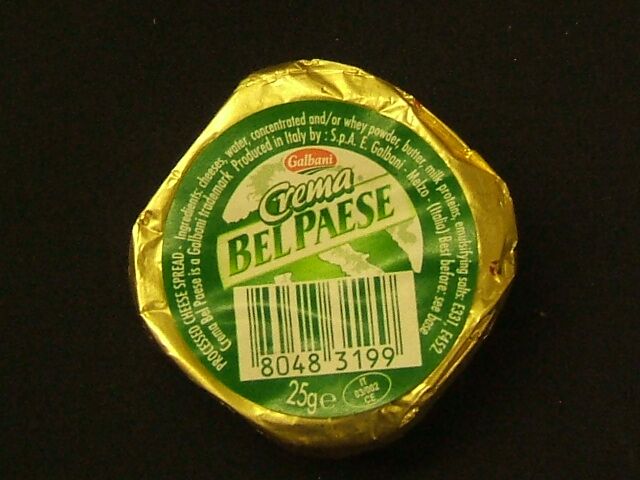 PROCESSED CHEESE SPREAD - Ingredients: cheeses, water, concentrated and/or whey powder, butter, milk proteins, emulsifying salts: E331, E452.
Crema Bel Paese is a Galbani trademark Produced in Italy by : S.p.A. E. Galbani - Melzo - (Italia) Best before: see base
Galbani
Crema
BEL PAESE
8048 3199
25g e
IT
03/002
CE